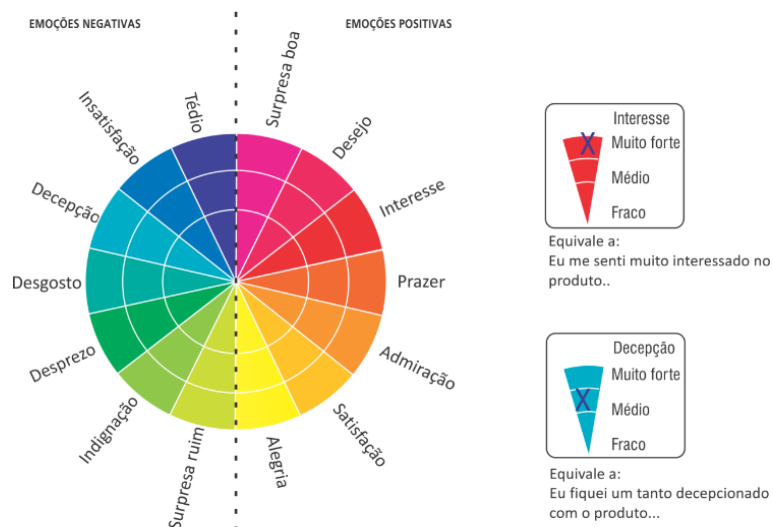 EMOÇÕES NEGATIVAS
EMOÇÕES POSITIVAS
Tédio
Insatisfação
Decepção
Desgosto
Desprezo
Indignação
Surpresa ruim
Surpresa boa
Desejo
Interesse
Prazer
Admiração
Satisfação
Alegria
Interesse
X
Muito forte
Médio
Fraco
Equivale a:
Eu me senti muito interessado no
produto..
Decepção
Muito forte
X
Médio
Fraco
Equivale a:
Eu fiquei um tanto decepcionado
com o produto...